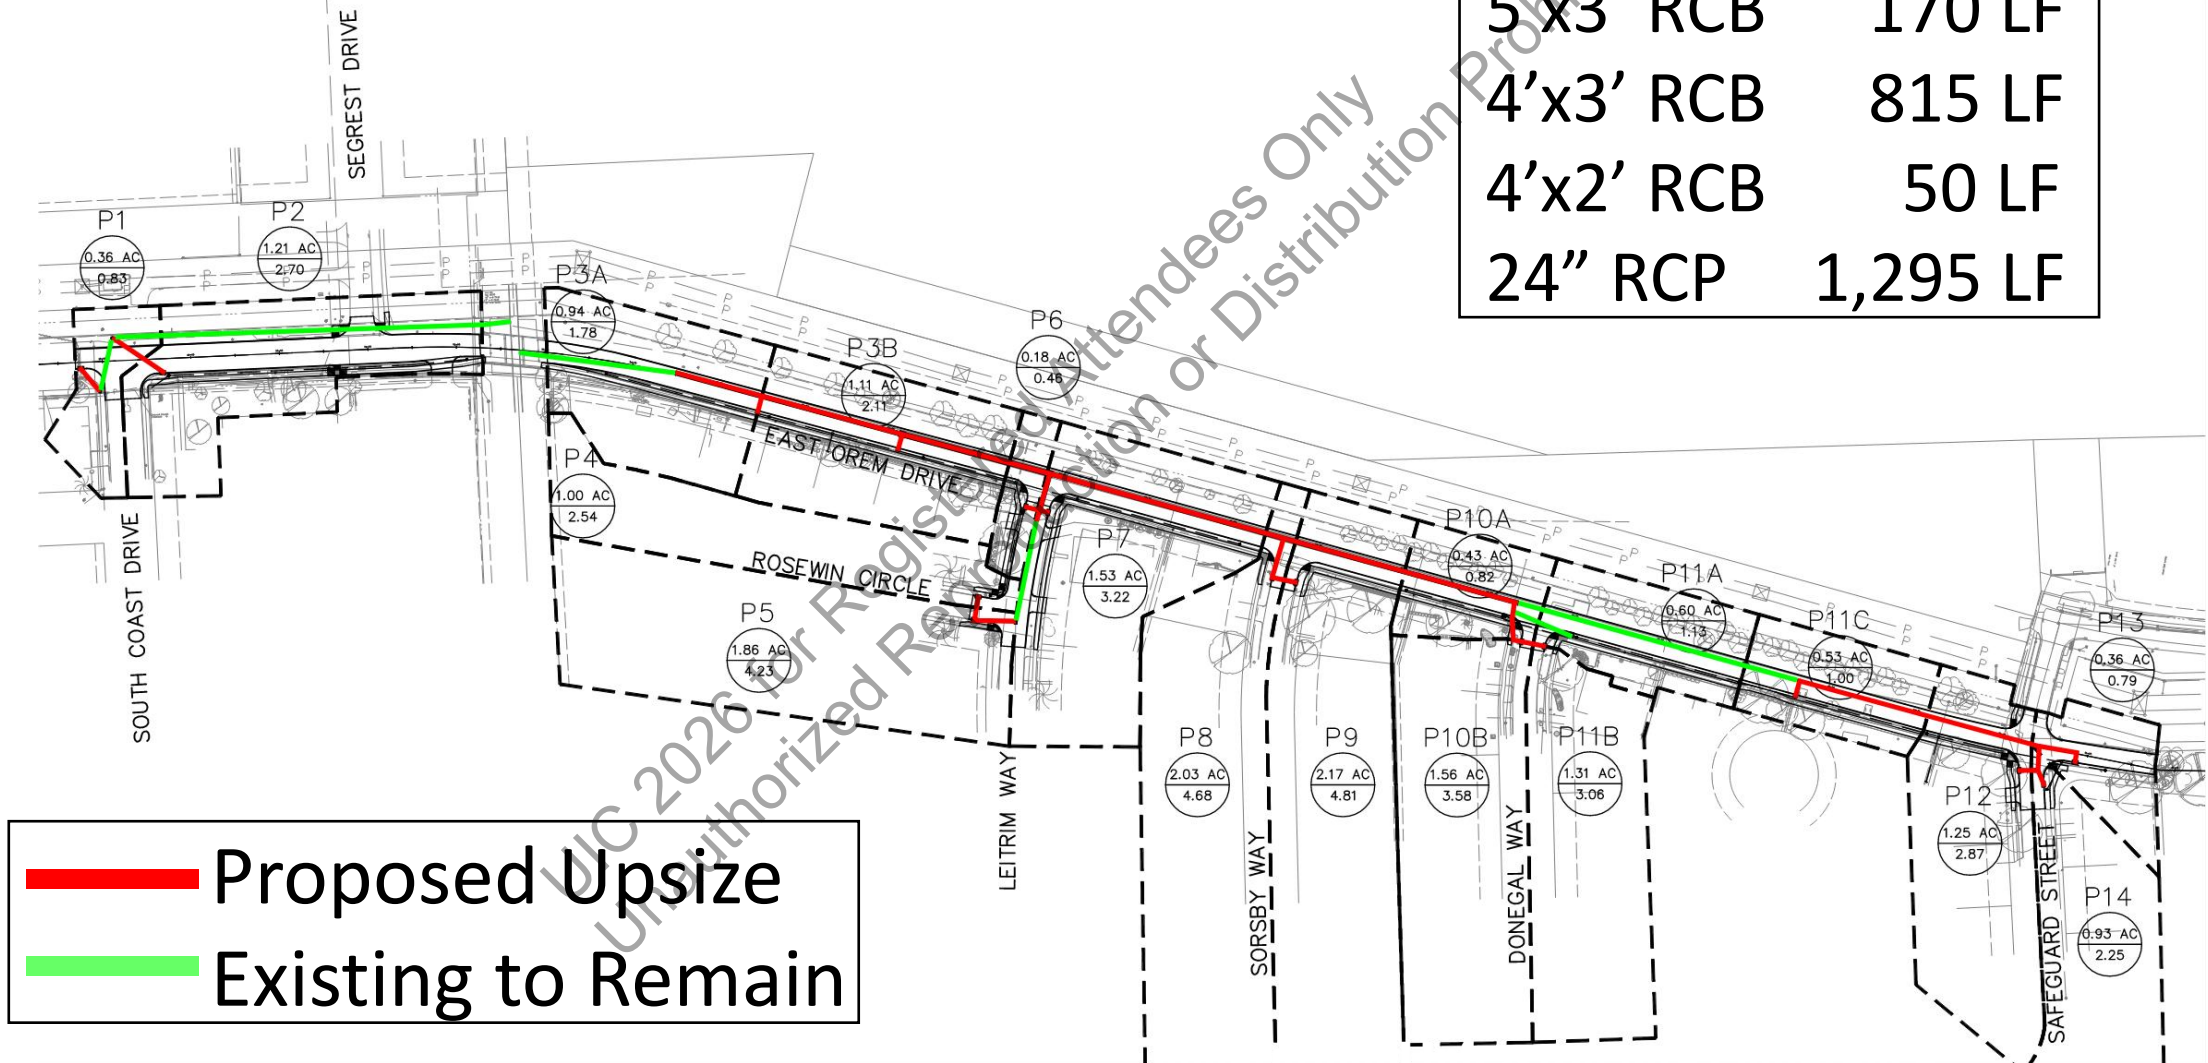 5'x3' RCB 170 LF
4'x3' RCB 815 LF
4'x2' RCB 50 LF
24" RCP 1,295 LF
SEGREST DRIVE
P1
0.36 AC
0.83
P2
1.21 AC
2.70
P3A
0.94 AC
1.78
P3B
1.11 AC
2.11
P6
0.18 AC
0.46
EAST OREM DRIVE
P4
1.00 AC
2.54
P7
1.53 AC
3.22
P10A
0.43 AC
0.82
P11A
0.60 AC
1.13
P11C
0.53 AC
1.00
P13
0.36 AC
0.79
ROSEWIN CIRCLE
P5
1.86 AC
4.23
SOUTH COAST DRIVE
LEITRIM WAY
P8
2.03 AC
4.68
P9
2.17 AC
4.81
P10B
1.56 AC
3.58
P11B
1.31 AC
3.06
P12
1.25 AC
2.87
P14
0.93 AC
2.25
SORSBY WAY
DONEGAL WAY
SAFEGUARD STREET
Proposed Upsize
Existing to Remain
UIC 2026 for Registered Attendees Only
Unauthorized Reproduction or Distribution